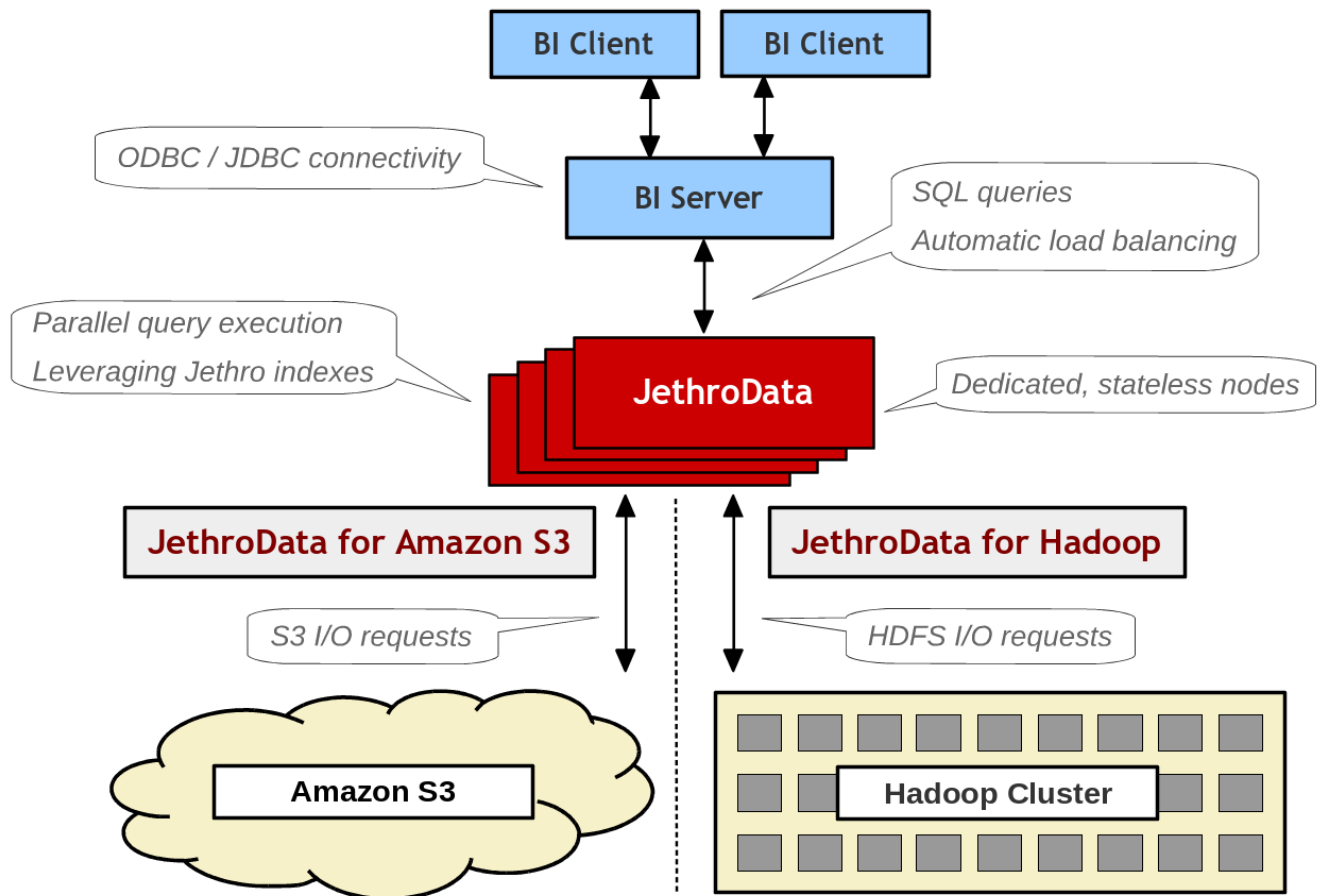 BI Client
BI Client
ODBC / JDBC connectivity
BI Server
SQL queries
Automatic load balancing
Parallel query execution
Leveraging Jethro indexes
JethroData
Dedicated, stateless nodes
JethroData for Amazon S3
JethroData for Hadoop
S3 I/O requests
HDFS I/O requests
Amazon S3
Hadoop Cluster